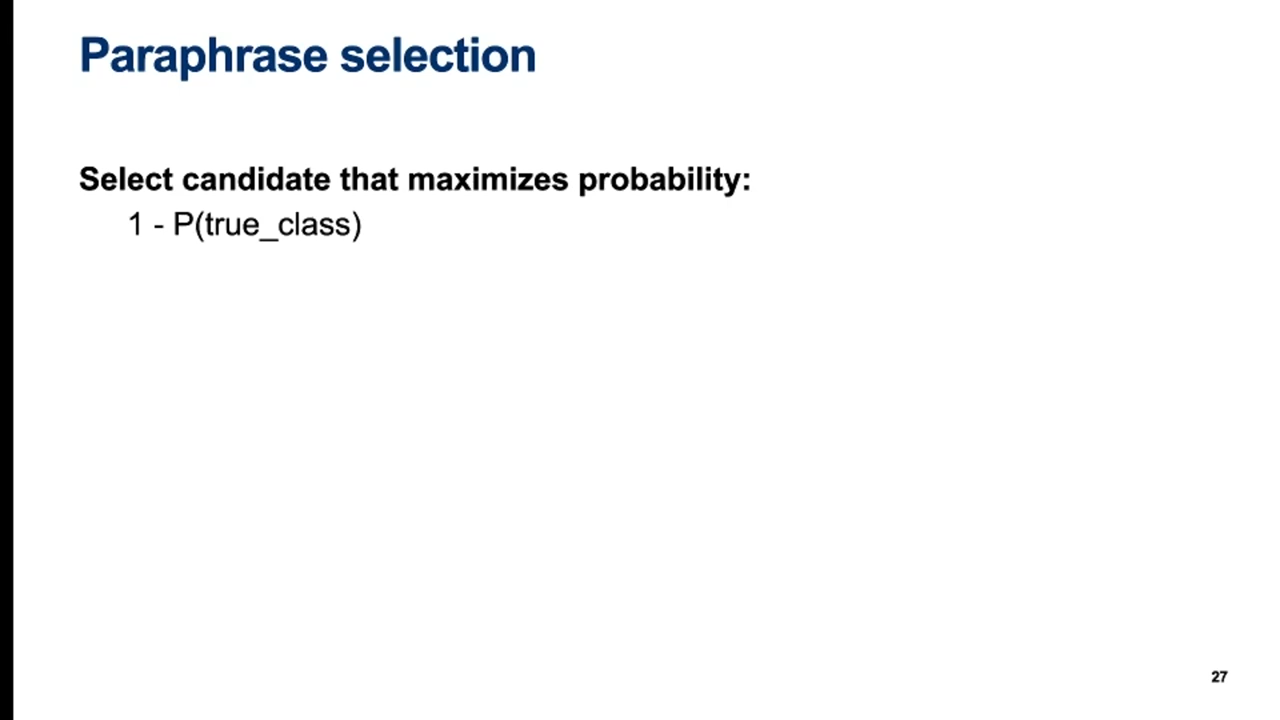 Paraphrase selection
Select candidate that maximizes probability:
1 - P(true_class)
27